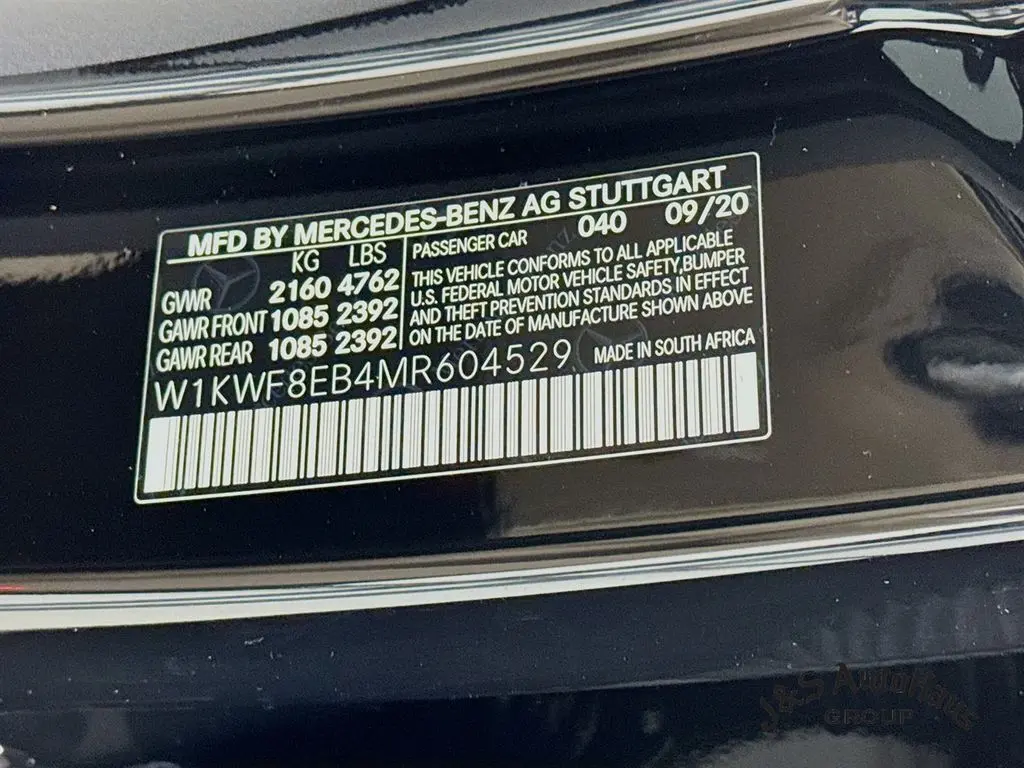 MFD BY MERCEDES-BENZ AG STUTTGART
KG LBS
GVWR 2160 4762
GAWR FRONT 1085 2392
GAWR REAR 1085 2392
PASSENGER CAR 040 09/20
THIS VEHICLE CONFORMS TO ALL APPLICABLE
U.S. FEDERAL MOTOR VEHICLE SAFETY,BUMPER
AND THEFT PREVENTION STANDARDS IN EFFECT
ON THE DATE OF MANUFACTURE SHOWN ABOVE
W1KWF8EB4MR604529 MADE IN SOUTH AFRICA
J&S AutoHaus
GROUP